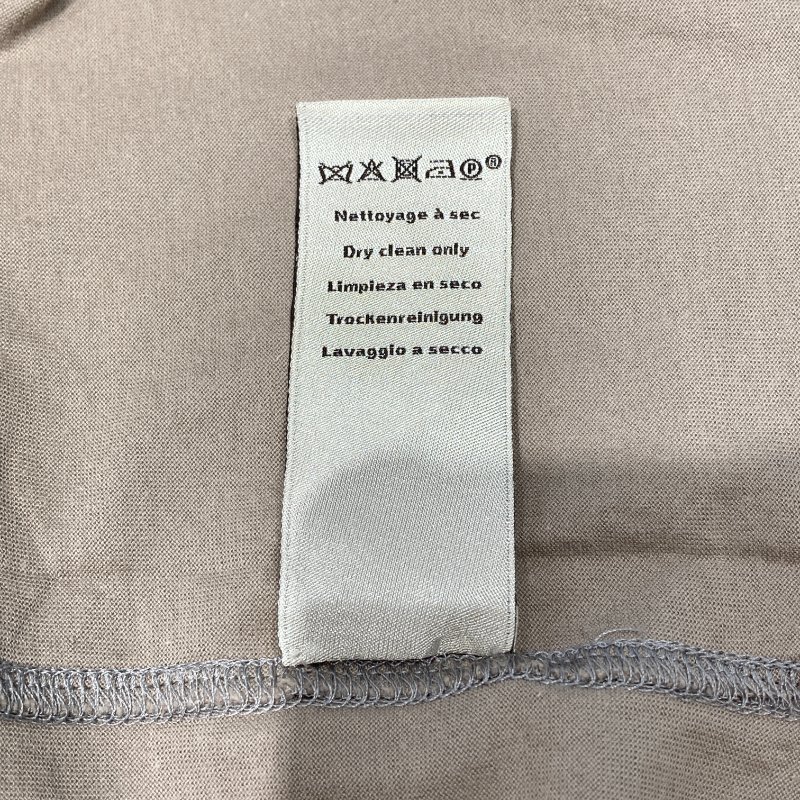 P ®
Nettoyage à sec
Dry clean only
Limpieza en seco
Trockenreinigung
Lavaggio a secco